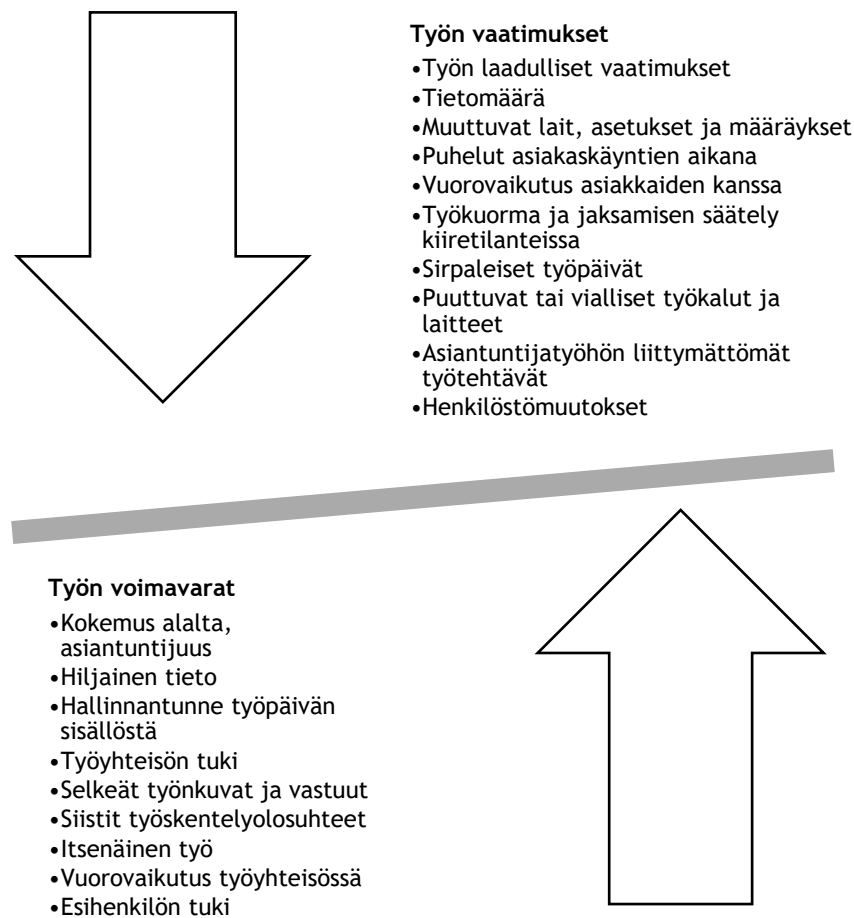 Työn vaatimukset
•Työn laadulliset vaatimukset
•Tietomäärä
•Muuttuvat lait, asetukset ja määräykset
•Puhelut asiakaskäyntien aikana
•Vuorovaikutus asiakkaiden kanssa
•Työkuorma ja jaksamisen säätely
kiiretilanteissa
•Sirpaleiset työpäivät
•Puuttuvat tai vialliset työkalut ja
laitteet
•Asiantuntijatyöhön liittymättömät
työtehtävät
•Henkilöstömuutokset
Työn voimavarat
•Kokemus alalta,
asiantuntijuus
•Hiljainen tieto
•Hallinnantunne työpäivän
sisällöstä
•Työyhteisön tuki
•Selkeät työnkuvat ja vastuut
•Siistit työskentelyolosuhteet
•Itsenäinen työ
•Vuorovaikutus työyhteisössä
•Esihenkilön tuki